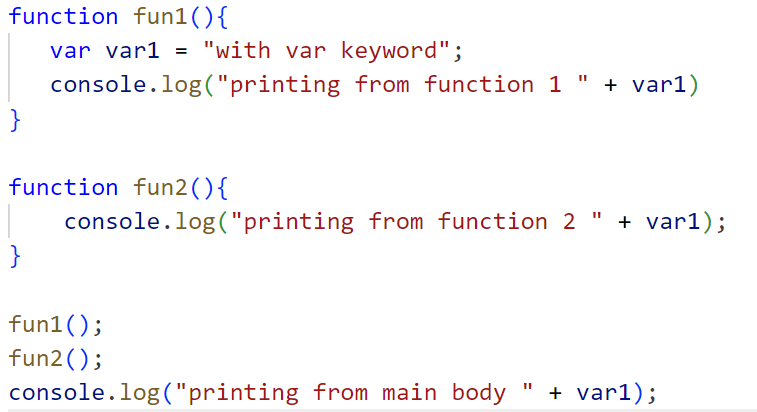 function fun1(){
   var var1 = "with var keyword";
   console.log("printing from function 1 " + var1)
}

function fun2(){
    console.log("printing from function 2 " + var1);
}

fun1();
fun2();
console.log("printing from main body " + var1);